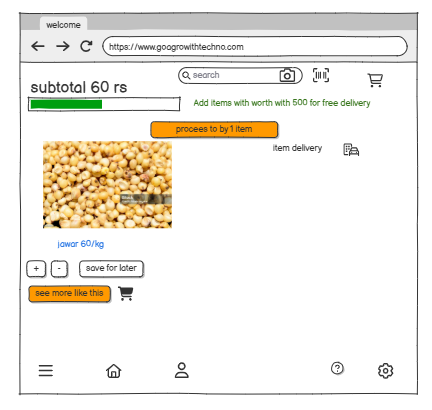 welcome
https://www.goagrowithtechno.com
search
subtotal 60 rs
Add items with worth with 500 for free delivery
procees to by 1 item
item delivery
jawar 60/kg
+ - save for later
see more like this
?